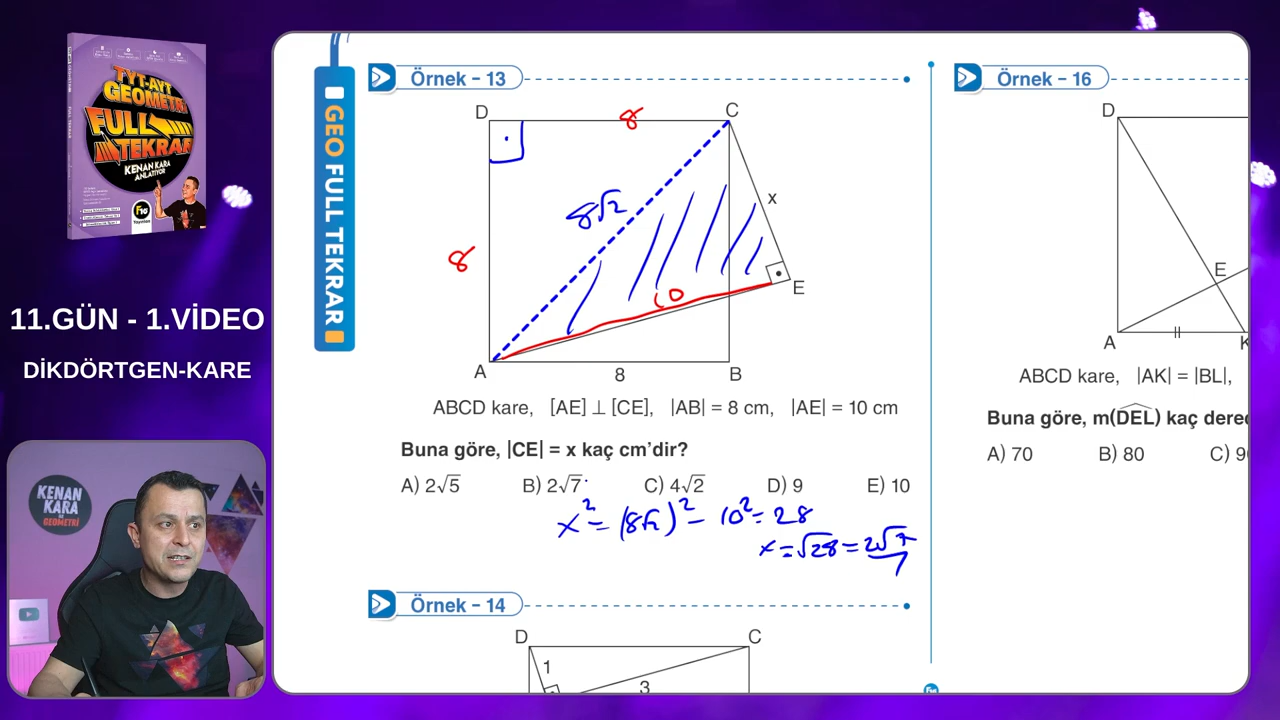 TYT-AYT
GEOMETRİ
FULL
TEKRAR
KENAN KARA
ANLATIYOR
11.GÜN - 1.VİDEO
DİKDÖRTGEN-KARE
KENAN
KARA
GEOMETRİ
GEO FULL TEKRAR
Örnek - 13
D
8
C
8√2
x
8
10
E
A
8
B
ABCD kare, [AE] ⊥ [CE], |AB| = 8 cm, |AE| = 10 cm
Buna göre, |CE| = x kaç cm'dir?
A) 2√5 B) 2√7 C) 4√2 D) 9 E) 10
x² = (8√2)² - 10² = 28
x = √28 = 2√7
Örnek - 14
D
C
1
3
Örnek - 16
D
E
A
K
ABCD kare, |AK| = |BL|,
Buna göre, m(DEL) kaç dere
A) 70 B) 80 C) 9